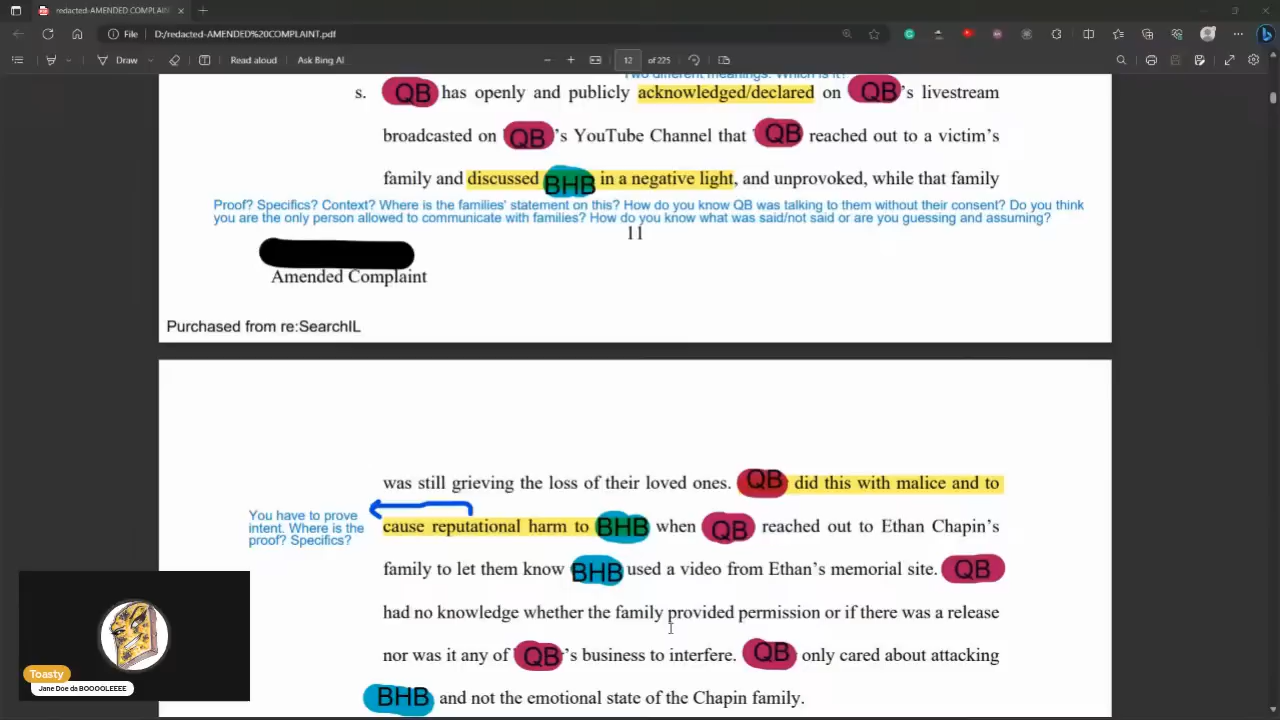 redacted-AMENDED COMPLAIN
File
D:/redacted-AMENDED%20COMPLAINT.pdf
Draw
Read aloud
Ask Bing AI
12
of 225
Two different meanings. Which is it?
s. QB has openly and publicly acknowledged/declared on QB's livestream
broadcasted on QB's YouTube Channel that QB reached out to a victim's
family and discussed BHB in a negative light, and unprovoked, while that family
Proof? Specifics? Context? Where is the families' statement on this? How do you know QB was talking to them without their consent? Do you think
you are the only person allowed to communicate with families? How do you know what was said/not said or are you guessing and assuming?
11
Amended Complaint
Purchased from re:SearchIL
was still grieving the loss of their loved ones. QB did this with malice and to
You have to prove
intent. Where is the
proof? Specifics?
cause reputational harm to BHB when QB reached out to Ethan Chapin's
family to let them know BHB used a video from Ethan's memorial site. QB
had no knowledge whether the family provided permission or if there was a release
nor was it any of QB's business to interfere. QB only cared about attacking
BHB and not the emotional state of the Chapin family.
Toasty
Jane Doe da BOOOOLEEEE